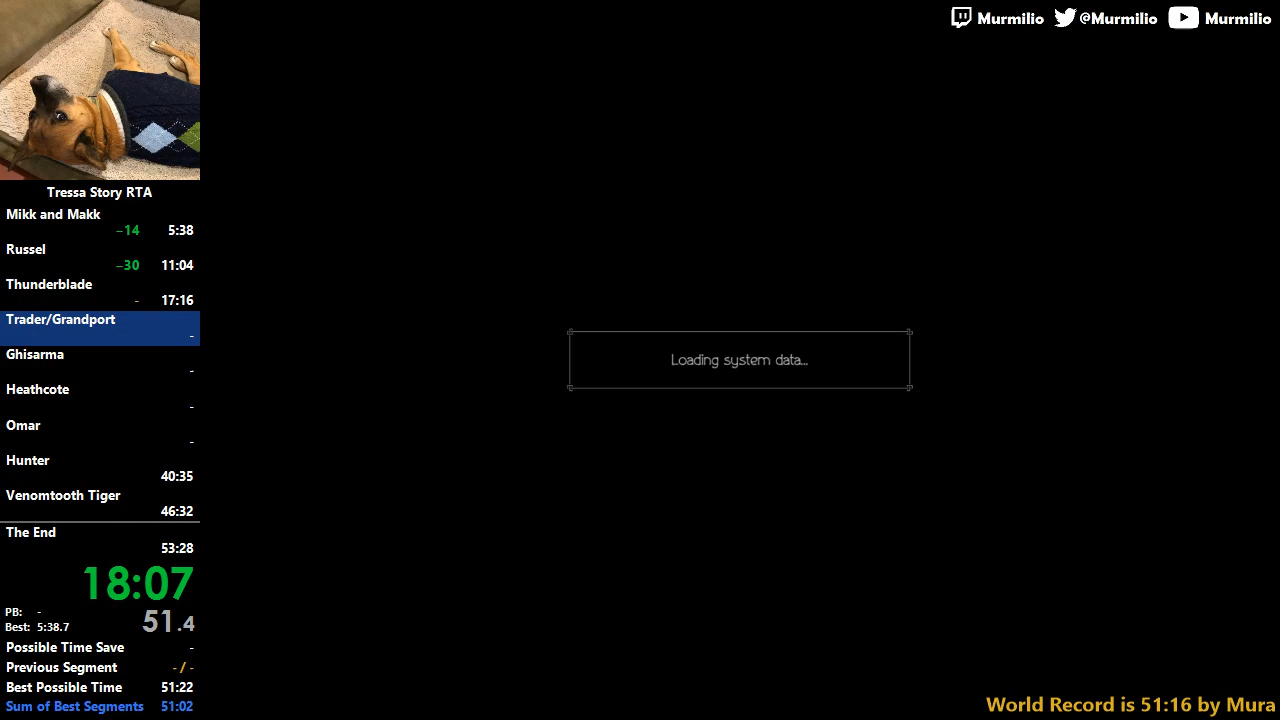 Murmilio @Murmilio Murmilio
Tressa Story RTA
Mikk and Makk
−14 5:38
Russel
−30 11:04
Thunderblade
- 17:16
Trader/Grandport
-
Ghisarma
-
Heathcote
-
Omar
-
Hunter
40:35
Venomtooth Tiger
46:32
The End
53:28
18:07
PB: -
51.4
Best: 5:38.7
Possible Time Save -
Previous Segment - / -
Best Possible Time 51:22
Sum of Best Segments 51:02
Loading system data...
World Record is 51:16 by Mura